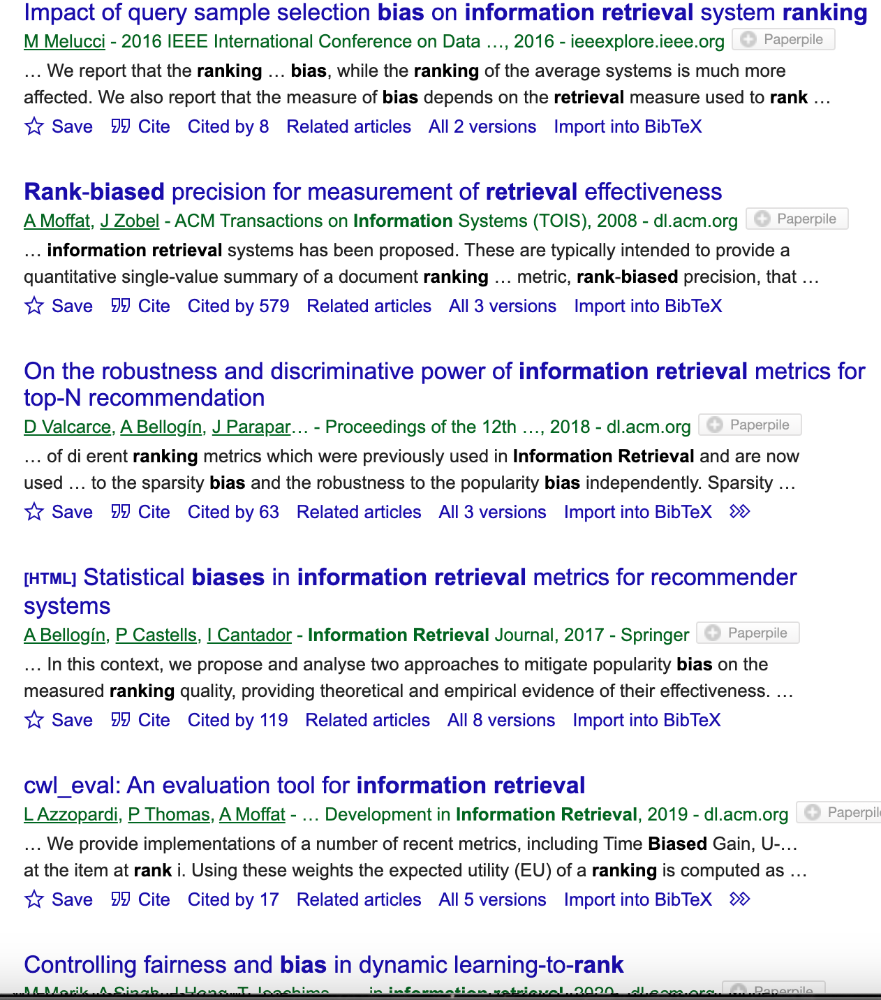 Impact of query sample selection bias on information retrieval system ranking
M Melucci - 2016 IEEE International Conference on Data …, 2016 - ieeexplore.ieee.org Paperpile
… We report that the ranking … bias, while the ranking of the average systems is much more
affected. We also report that the measure of bias depends on the retrieval measure used to rank …
Save Cite Cited by 8 Related articles All 2 versions Import into BibTeX
Rank-biased precision for measurement of retrieval effectiveness
A Moffat, J Zobel - ACM Transactions on Information Systems (TOIS), 2008 - dl.acm.org Paperpile
… information retrieval systems has been proposed. These are typically intended to provide a
quantitative single-value summary of a document ranking … metric, rank-biased precision, that …
Save Cite Cited by 579 Related articles All 3 versions Import into BibTeX
On the robustness and discriminative power of information retrieval metrics for
top-N recommendation
D Valcarce, A Bellogín, J Parapar… - Proceedings of the 12th …, 2018 - dl.acm.org Paperpile
… of di erent ranking metrics which were previously used in Information Retrieval and are now
used … to the sparsity bias and the robustness to the popularity bias independently. Sparsity …
Save Cite Cited by 63 Related articles All 3 versions Import into BibTeX
[HTML] Statistical biases in information retrieval metrics for recommender
systems
A Bellogín, P Castells, I Cantador - Information Retrieval Journal, 2017 - Springer Paperpile
… In this context, we propose and analyse two approaches to mitigate popularity bias on the
measured ranking quality, providing theoretical and empirical evidence of their effectiveness. …
Save Cite Cited by 119 Related articles All 8 versions Import into BibTeX
cwl_eval: An evaluation tool for information retrieval
L Azzopardi, P Thomas, A Moffat - … Development in Information Retrieval, 2019 - dl.acm.org Paperpil
… We provide implementations of a number of recent metrics, including Time Biased Gain, U-…
at the item at rank i. Using these weights the expected utility (EU) of a ranking is computed as …
Save Cite Cited by 17 Related articles All 5 versions Import into BibTeX
Controlling fairness and bias in dynamic learning-to-rank
in information retrieval, 2020 - dl.acm.org Paperpile